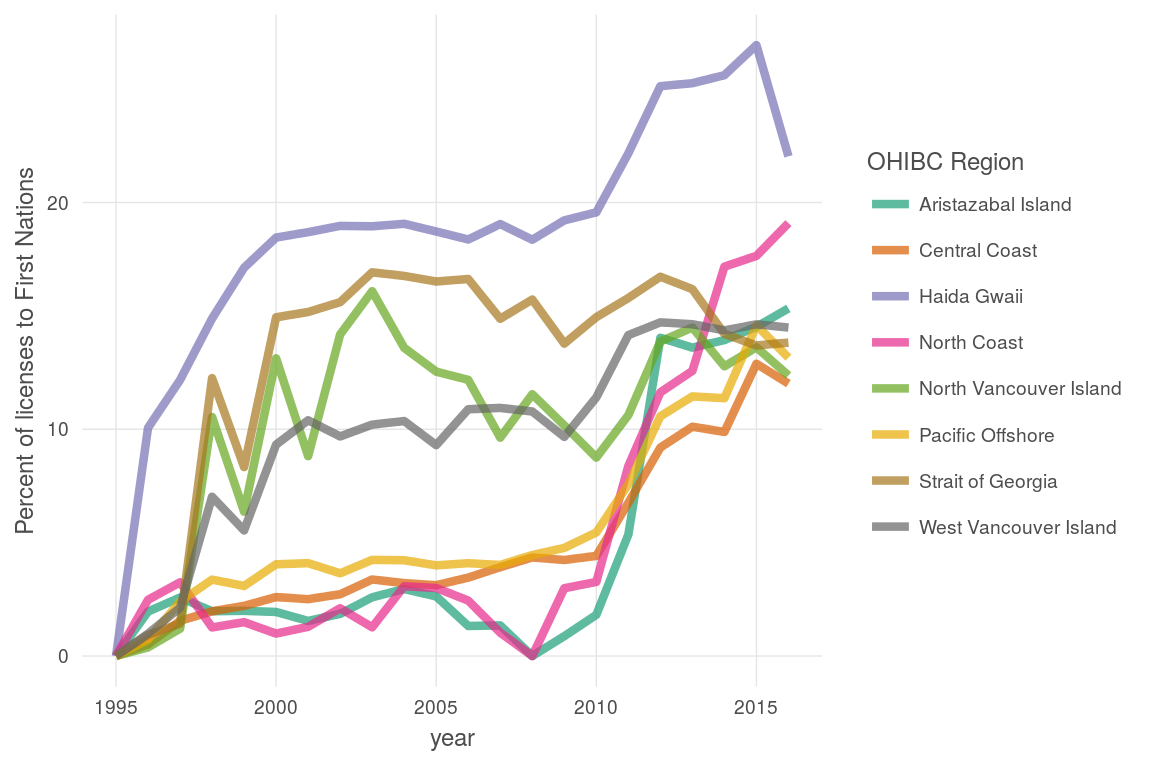 Percent of licenses to First Nations
20
10
0
1995
2000
2005
2010
2015
year
OHIBC Region
Aristazabal Island
Central Coast
Haida Gwaii
North Coast
North Vancouver Island
Pacific Offshore
Strait of Georgia
West Vancouver Island